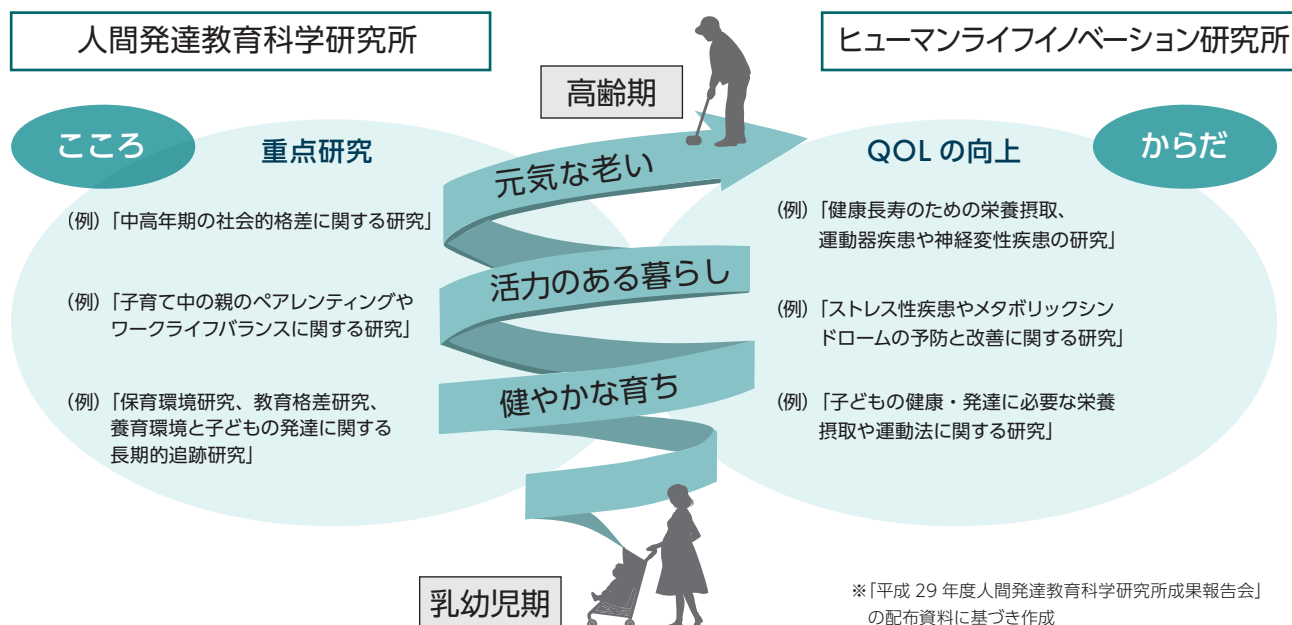 人間発達教育科学研究所
ヒューマンライフイノベーション研究所
高齢期
こころ
重点研究
(例)「中高年期の社会的格差に関する研究」
(例)「子育て中の親のペアレンティングや
ワークライフバランスに関する研究」
(例)「保育環境研究、教育格差研究、
養育環境と子どもの発達に関する
長期的追跡研究」
元気な老い
活力のある暮らし
健やかな育ち
QOL の向上
からだ
(例)「健康長寿のための栄養摂取、
運動器疾患や神経変性疾患の研究」
(例)「ストレス性疾患やメタボリックシン
ドロームの予防と改善に関する研究」
(例)「子どもの健康・発達に必要な栄養
摂取や運動法に関する研究」
乳幼児期
※「平成 29 年度人間発達教育科学研究所成果報告会」
の配布資料に基づき作成